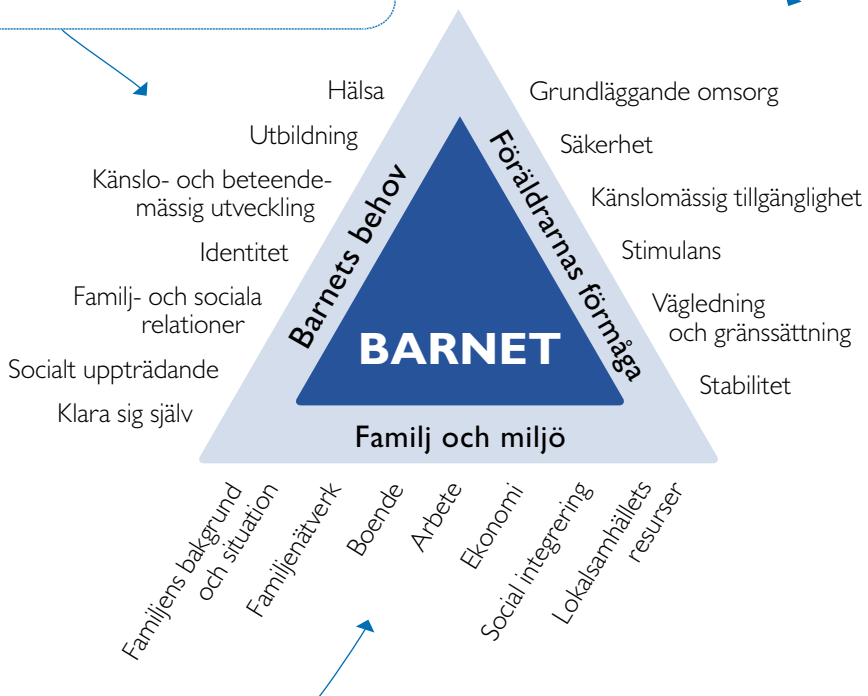 Hälsa
Utbildning
Känslo- och beteende-
mässig utveckling
Identitet
Familj- och sociala
relationer
Socialt uppträdande
Klara sig själv
Barnets behov
BARNET
Föräldrarnas förmåga
Grundläggande omsorg
Säkerhet
Känslomässig tillgänglighet
Stimulans
Vägledning
och gränssättning
Stabilitet
Familj och miljö
Familjens bakgrund
och situation
Familjenätverk
Boende
Arbete
Ekonomi
Social integrering
Lokalsamhällets
resurser